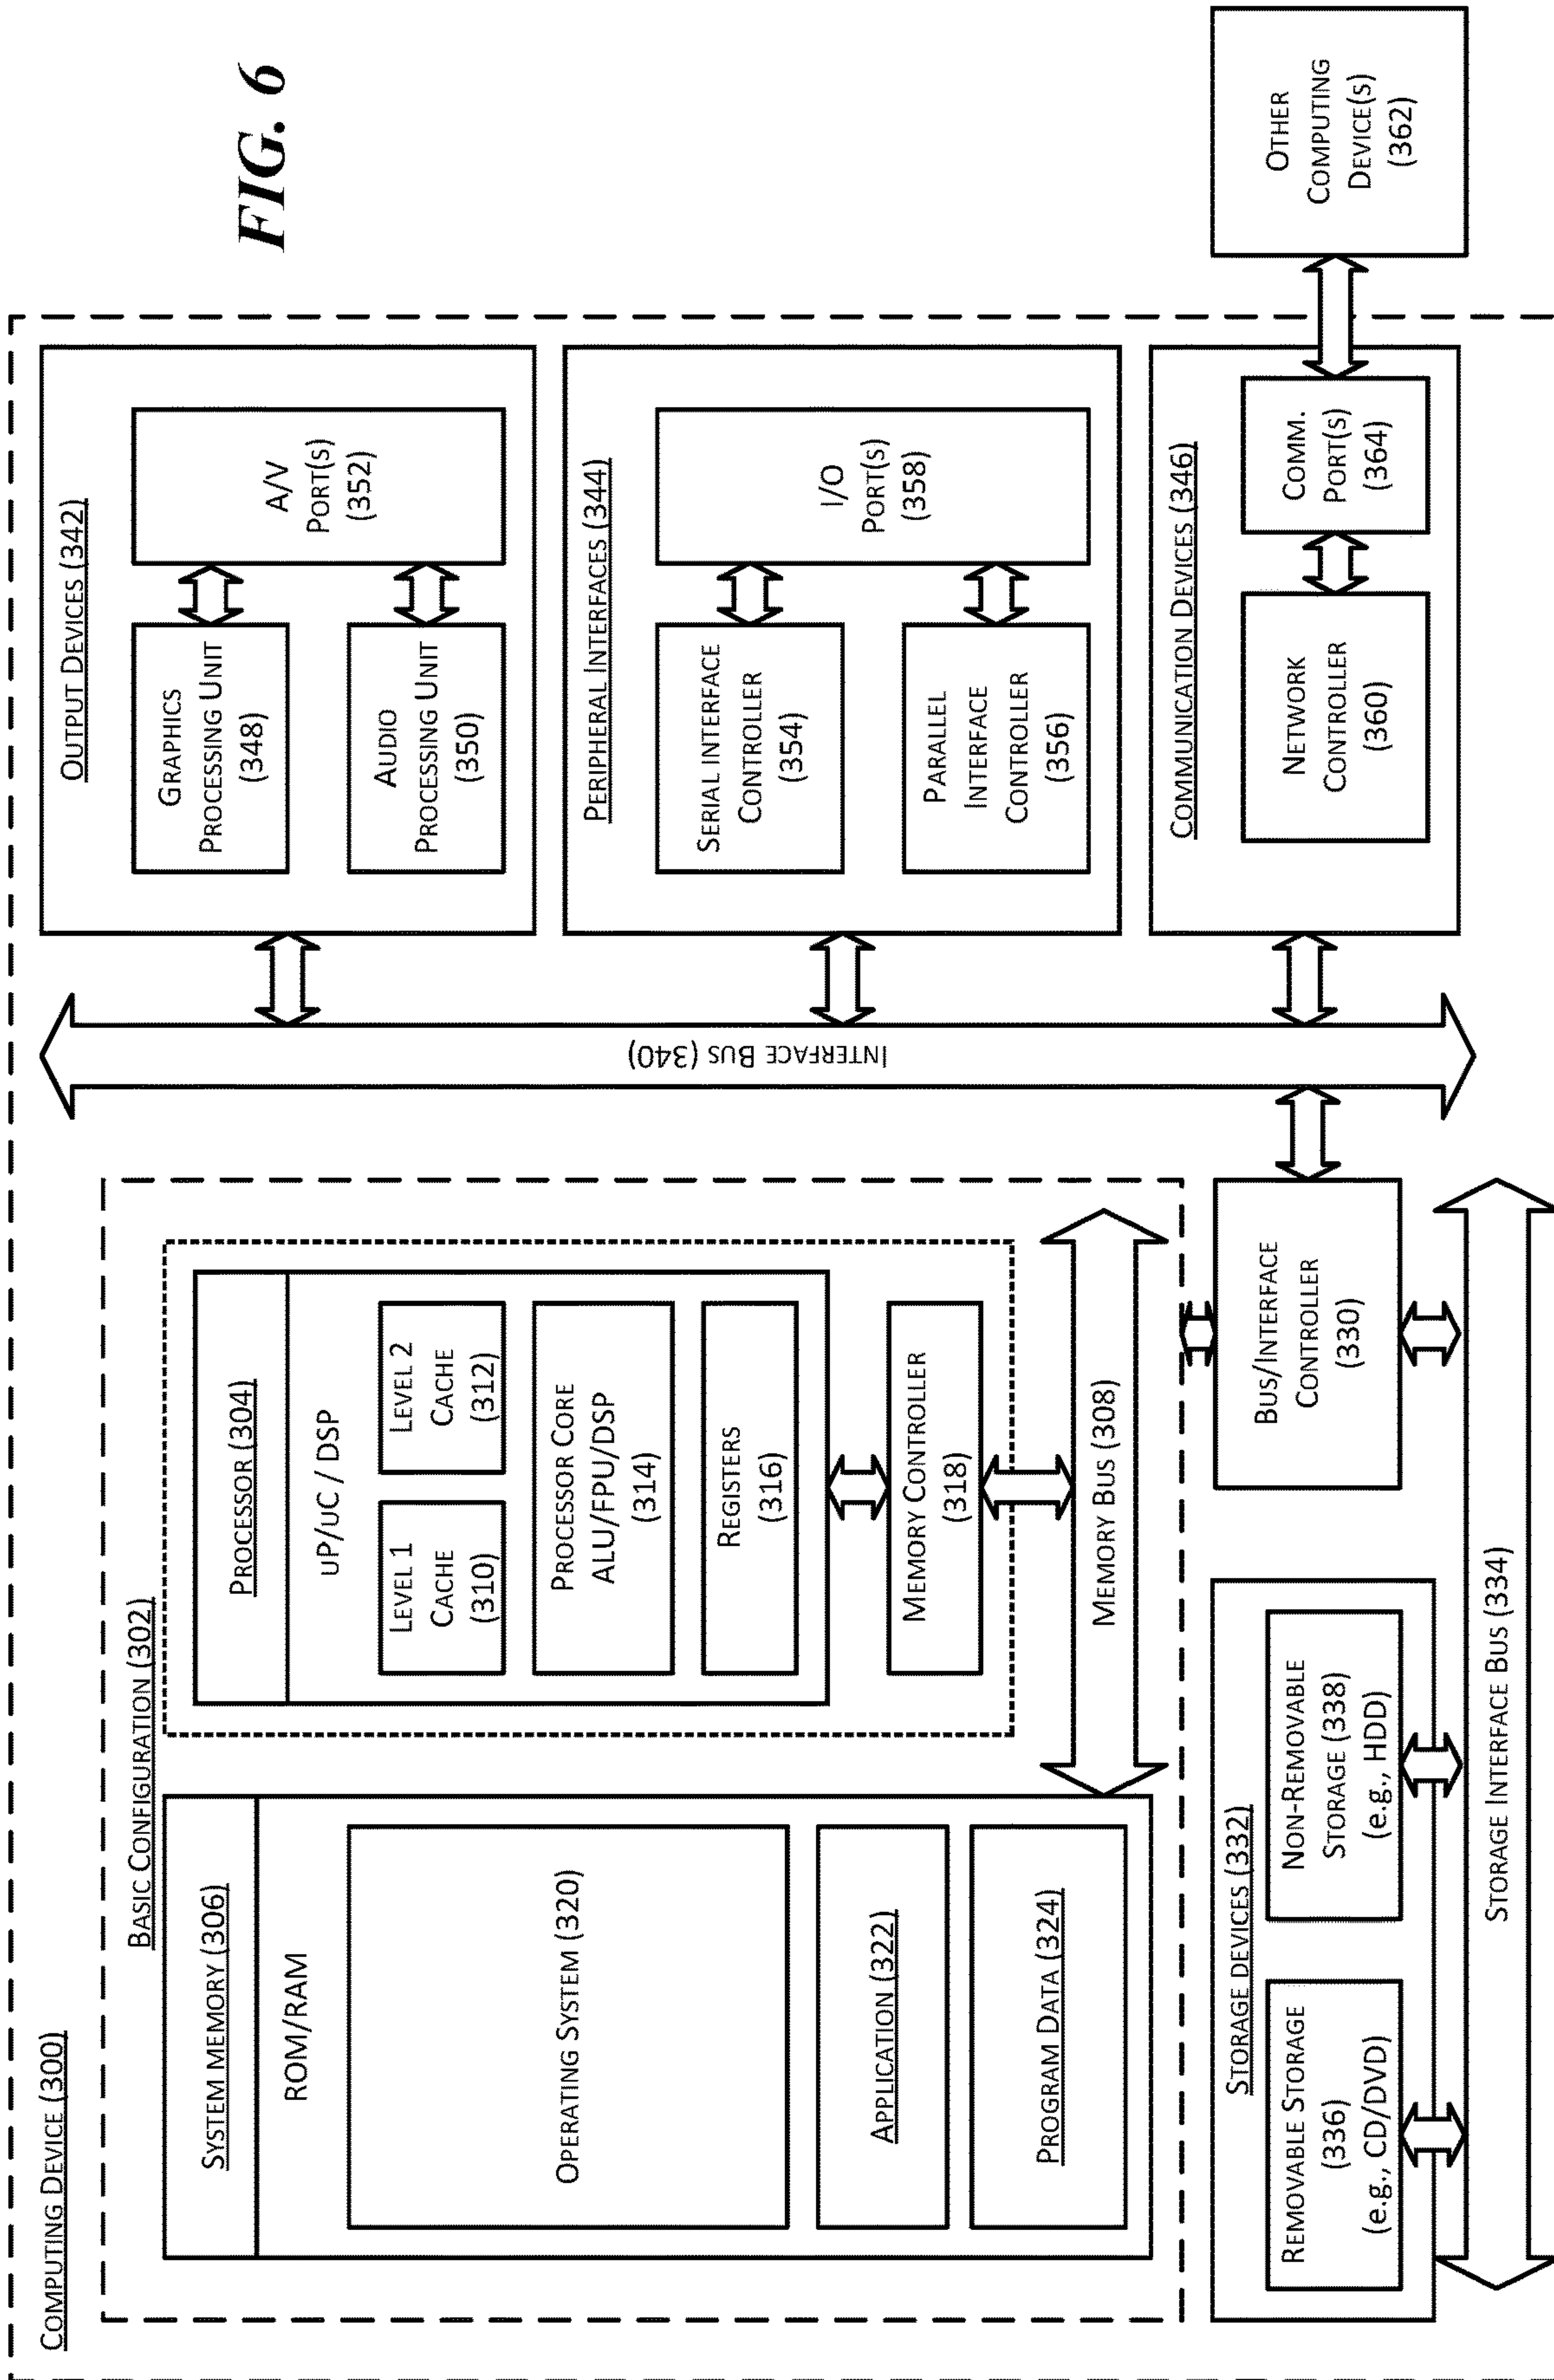 FIG. 6
COMPUTING DEVICE (300)
BASIC CONFIGURATION (302)
SYSTEM MEMORY (306)
ROM/RAM
OPERATING SYSTEM (320)
APPLICATION (322)
PROGRAM DATA (324)
PROCESSOR (304)
uP/uC / DSP
LEVEL 1
CACHE
(310)
LEVEL 2
CACHE
(312)
PROCESSOR CORE
ALU/FPU/DSP
(314)
REGISTERS
(316)
MEMORY CONTROLLER
(318)
MEMORY BUS (308)
BUS/INTERFACE
CONTROLLER
(330)
STORAGE DEVICES (332)
REMOVABLE STORAGE
(336)
(e.g., CD/DVD)
NON-REMOVABLE
STORAGE (338)
(e.g., HDD)
STORAGE INTERFACE BUS (334)
INTERFACE BUS (340)
OUTPUT DEVICES (342)
GRAPHICS
PROCESSING UNIT
(348)
AUDIO
PROCESSING UNIT
(350)
A/V
PORT(S)
(352)
PERIPHERAL INTERFACES (344)
SERIAL INTERFACE
CONTROLLER
(354)
PARALLEL
INTERFACE
CONTROLLER
(356)
I/O
PORT(S)
(358)
COMMUNICATION DEVICES (346)
NETWORK
CONTROLLER
(360)
COMM.
PORT(S)
(364)
OTHER
COMPUTING
DEVICE(S)
(362)